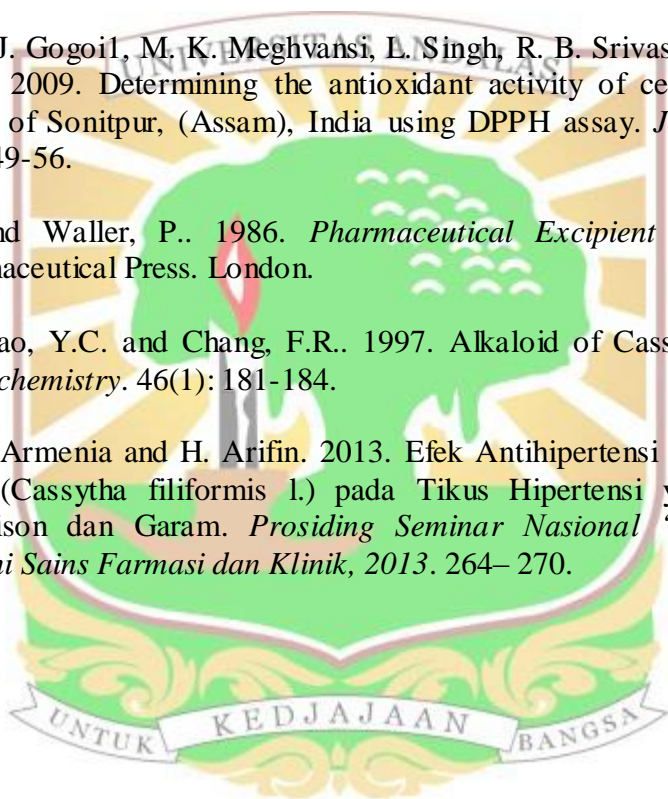 J. Gogoi1, M. K. Meghvansi, L. Singh, R. B. Srivas
UNIVERSITAS ANDALAS
2009. Determining the antioxidant activity of ce
of Sonitpur, (Assam), India using DPPH assay. J
49-56.
nd Waller, P.. 1986. Pharmaceutical Excipient
maceutical Press. London.
ao, Y.C. and Chang, F.R.. 1997. Alkaloid of Cass
chemistry. 46(1): 181-184.
Armenia and H. Arifin. 2013. Efek Antihipertensi
(Cassytha filiformis l.) pada Tikus Hipertensi y
ison dan Garam. Prosiding Seminar Nasional “
ni Sains Farmasi dan Klinik, 2013. 264– 270.
UNTUK KEDJAJAAN BANGSA